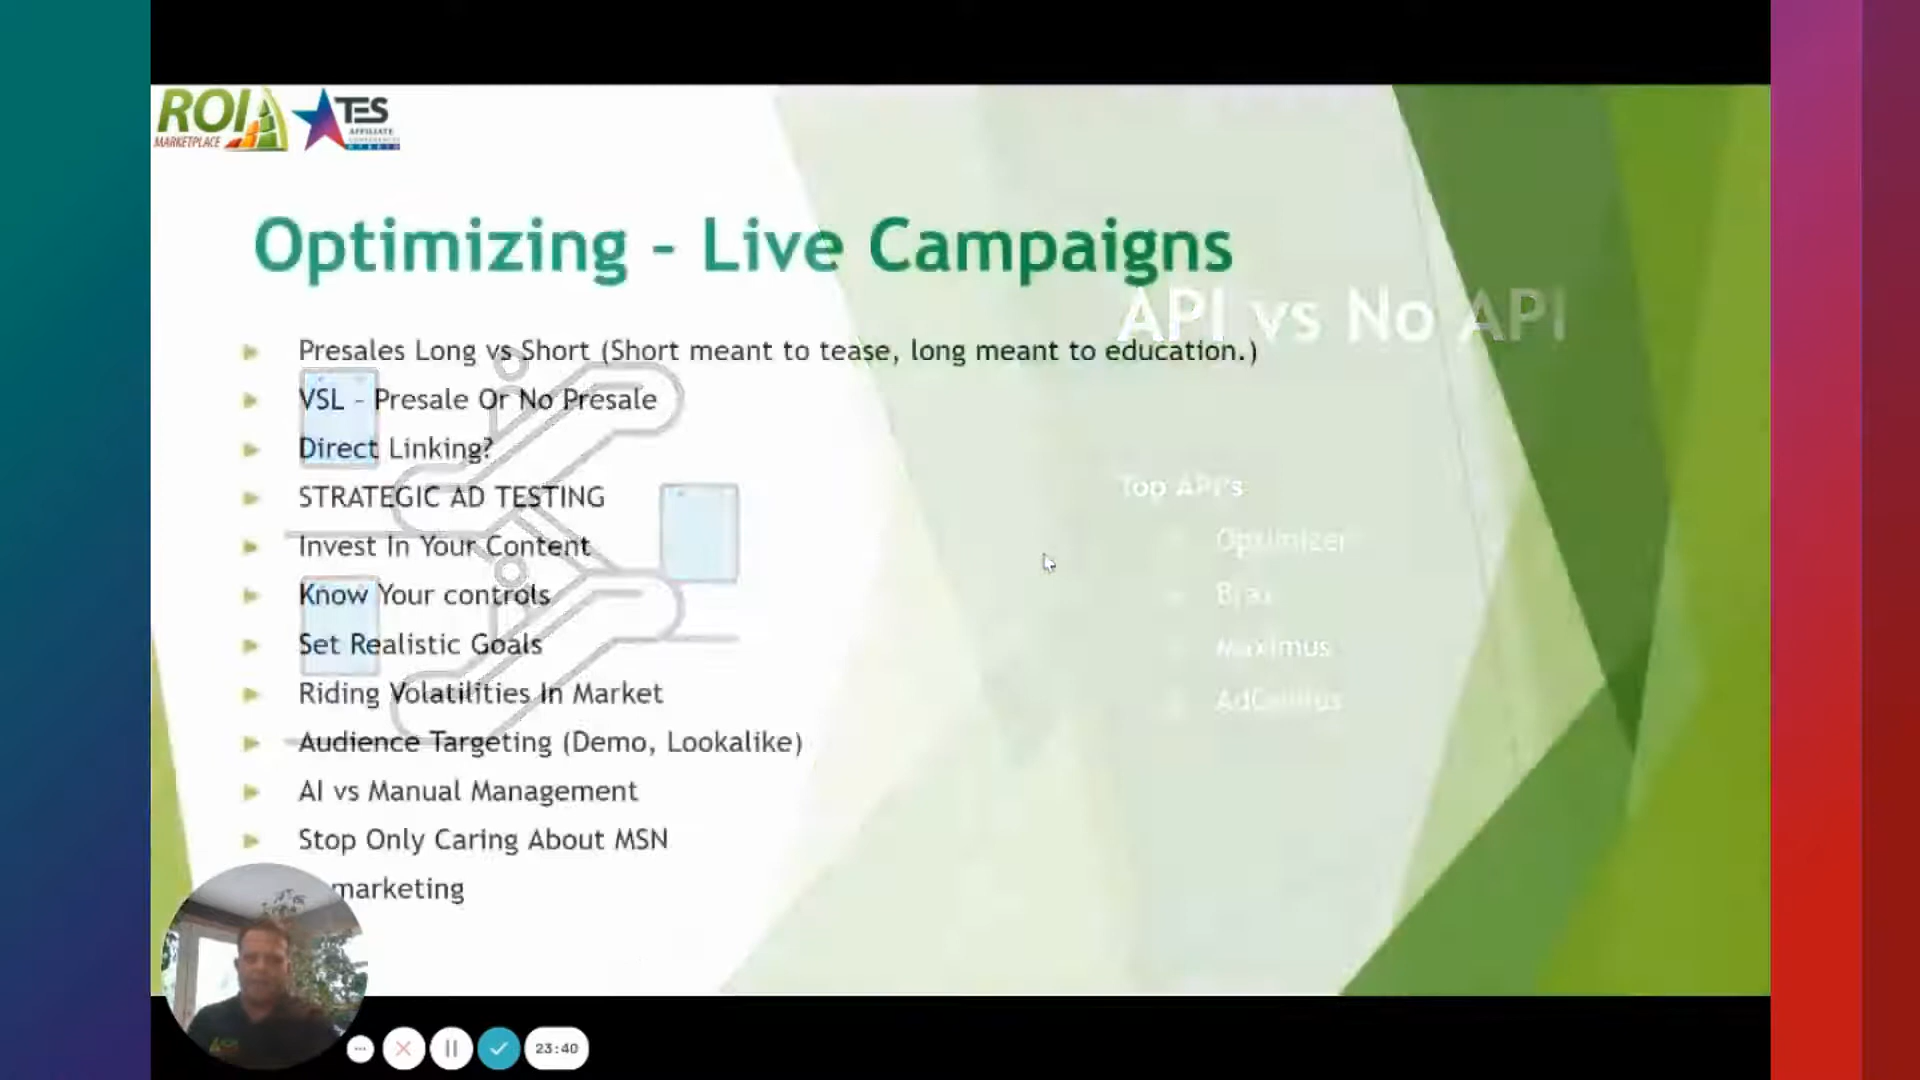 ROI
MARKETPLACE
TES
AFFILIATE
Optimizing - Live Campaigns
API vs No API
Presales Long vs Short (Short meant to tease, long meant to education.)
VSL - Presale Or No Presale
Direct Linking?
STRATEGIC AD TESTING
Top API's
Optimizer
Invest In Your Content
Know Your controls
Set Realistic Goals
Maximus
Riding Volatilities In Market
Audience Targeting (Demo, Lookalike)
AI vs Manual Management
Stop Only Caring About MSN
marketing
23:40